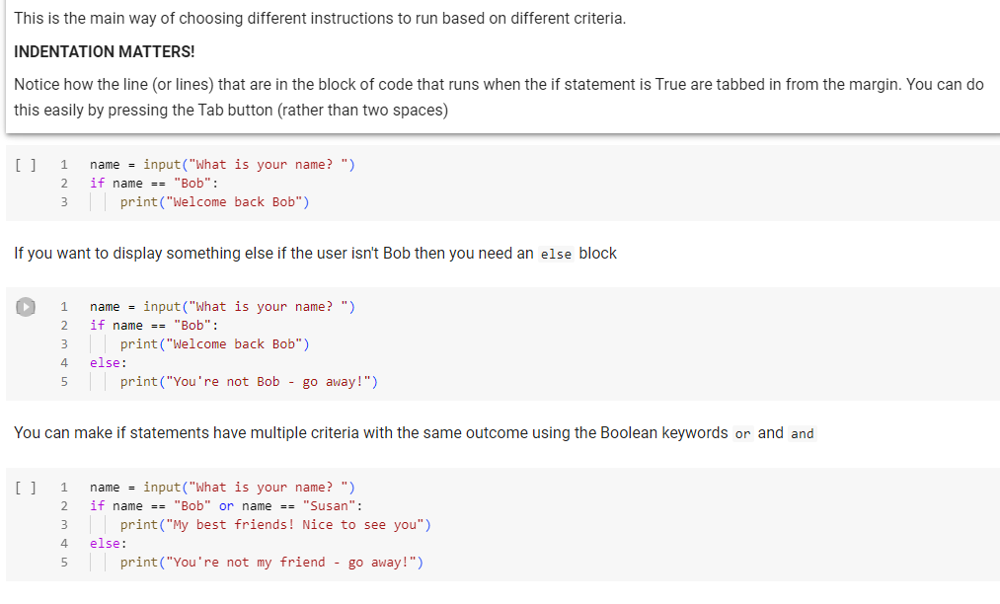 This is the main way of choosing different instructions to run based on different criteria.
INDENTATION MATTERS!
Notice how the line (or lines) that are in the block of code that runs when the if statement is True are tabbed in from the margin. You can do
this easily by pressing the Tab button (rather than two spaces)
[ ] 1 name = input("What is your name? ")
2 if name == "Bob":
3 print("Welcome back Bob")
If you want to display something else if the user isn't Bob then you need an else block
1 name = input("What is your name? ")
2 if name == "Bob":
3 print("Welcome back Bob")
4 else:
5 print("You're not Bob - go away!")
You can make if statements have multiple criteria with the same outcome using the Boolean keywords or and and
[ ] 1 name = input("What is your name? ")
2 if name == "Bob" or name == "Susan":
3 print("My best friends! Nice to see you")
4 else:
5 print("You're not my friend - go away!")